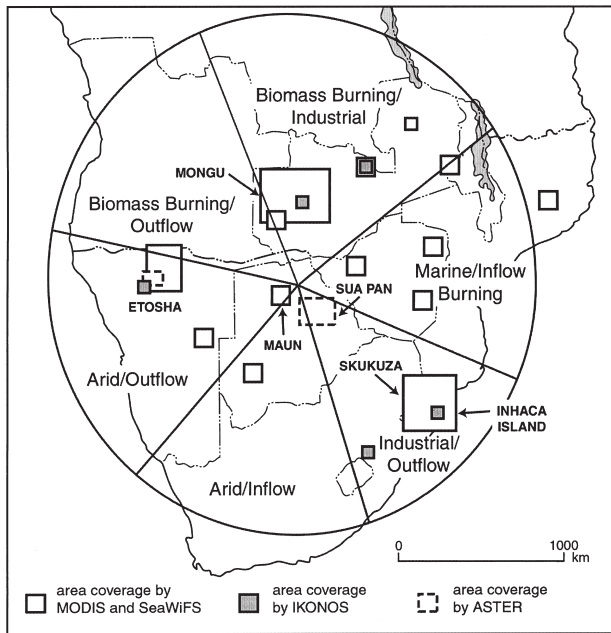 Biomass Burning/
Industrial
MONGU
Biomass Burning/
Outflow
Marine/Inflow
Burning
SUA PAN
ETOSHA
MAUN
SKUKUZA
Arid/Outflow
INHACA
ISLAND
Industrial/
Outflow
Arid/Inflow
0 1000
km
area coverage by
MODIS and SeaWiFS
area coverage
by IKONOS
area coverage
by ASTER